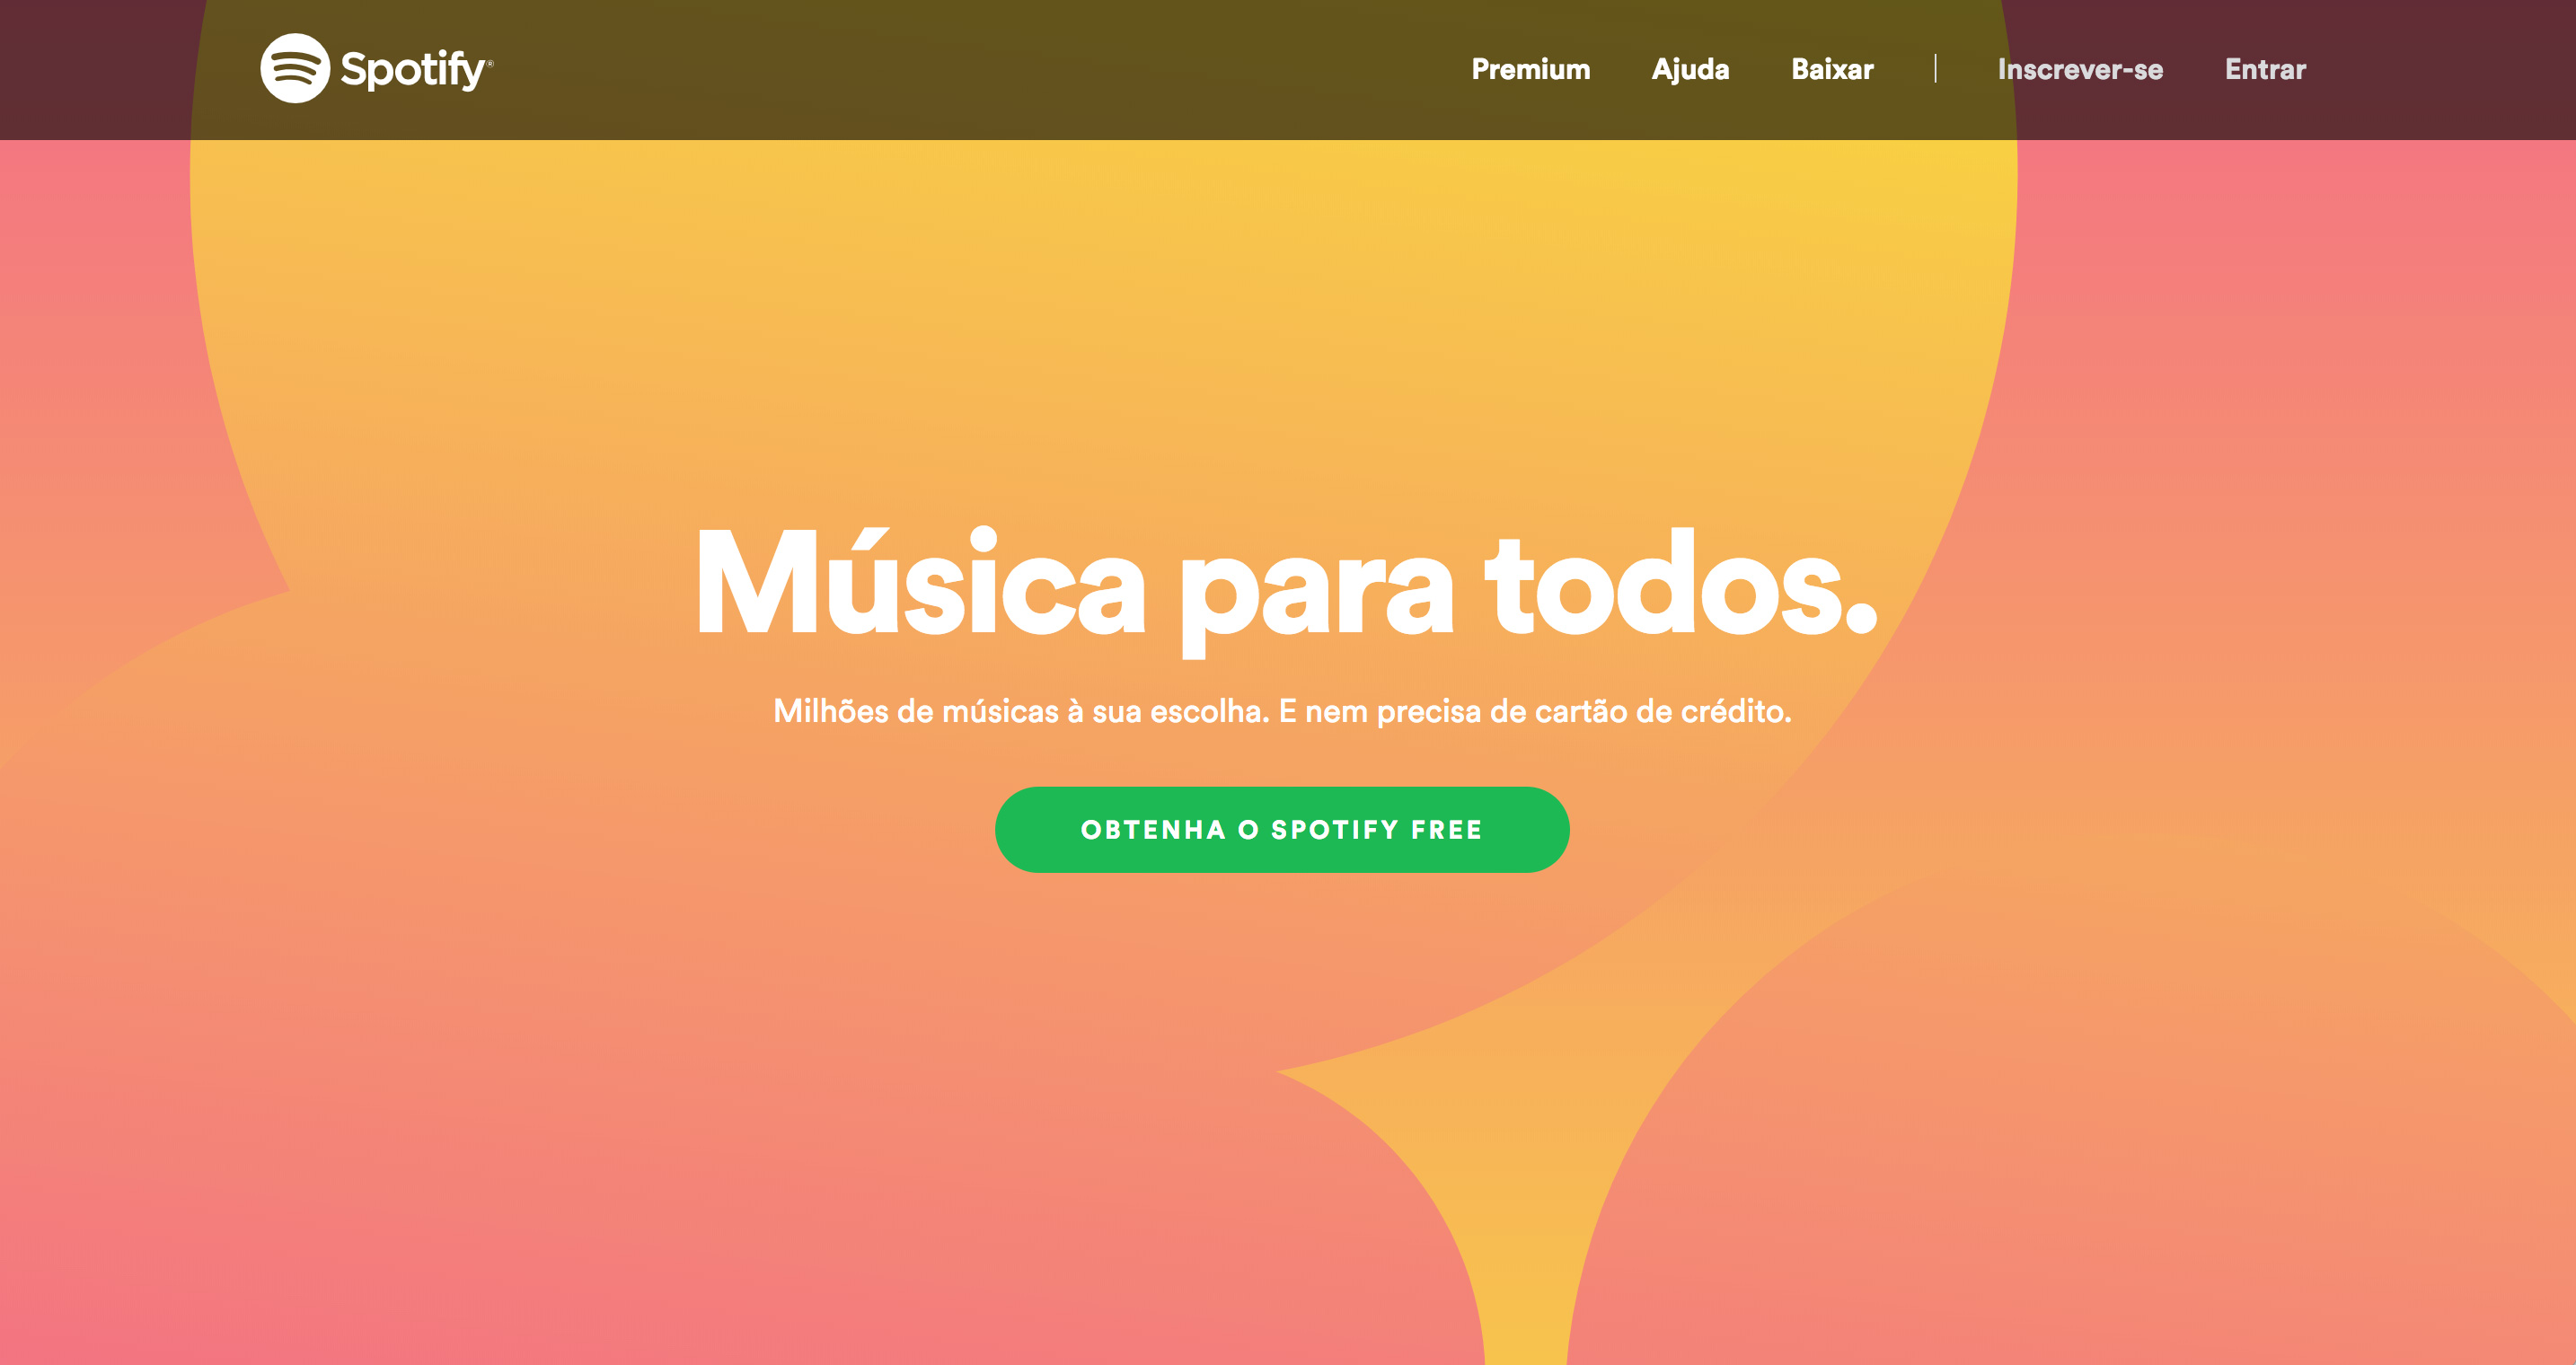 Spotify®
Premium Ajuda Baixar | Inscrever-se Entrar
Música para todos.
Milhões de músicas à sua escolha. E nem precisa de cartão de crédito.
OBTENHA O SPOTIFY FREE